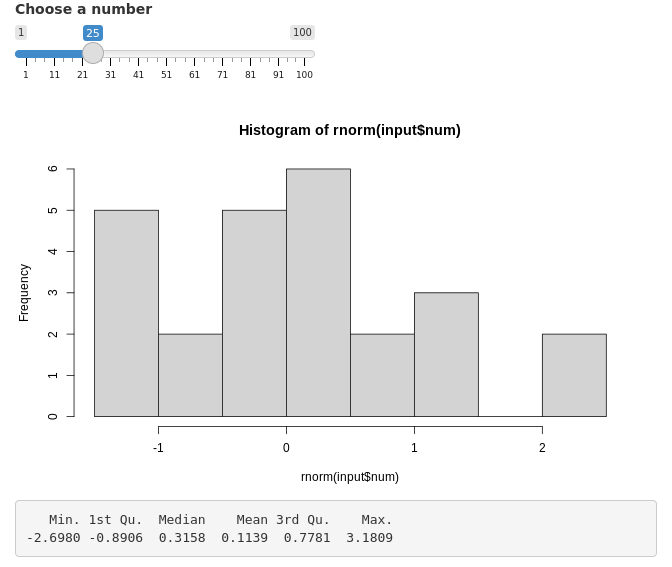 Choose a number
1 25 100
1 11 21 31 41 51 61 71 81 91 100
Histogram of rnorm(input$num)
6
5
4
3
2
1
0
Frequency
-1 0 1 2
rnorm(input$num)
Min. 1st Qu. Median Mean 3rd Qu. Max.
-2.6980 -0.8906 0.3158 0.1139 0.7781 3.1809